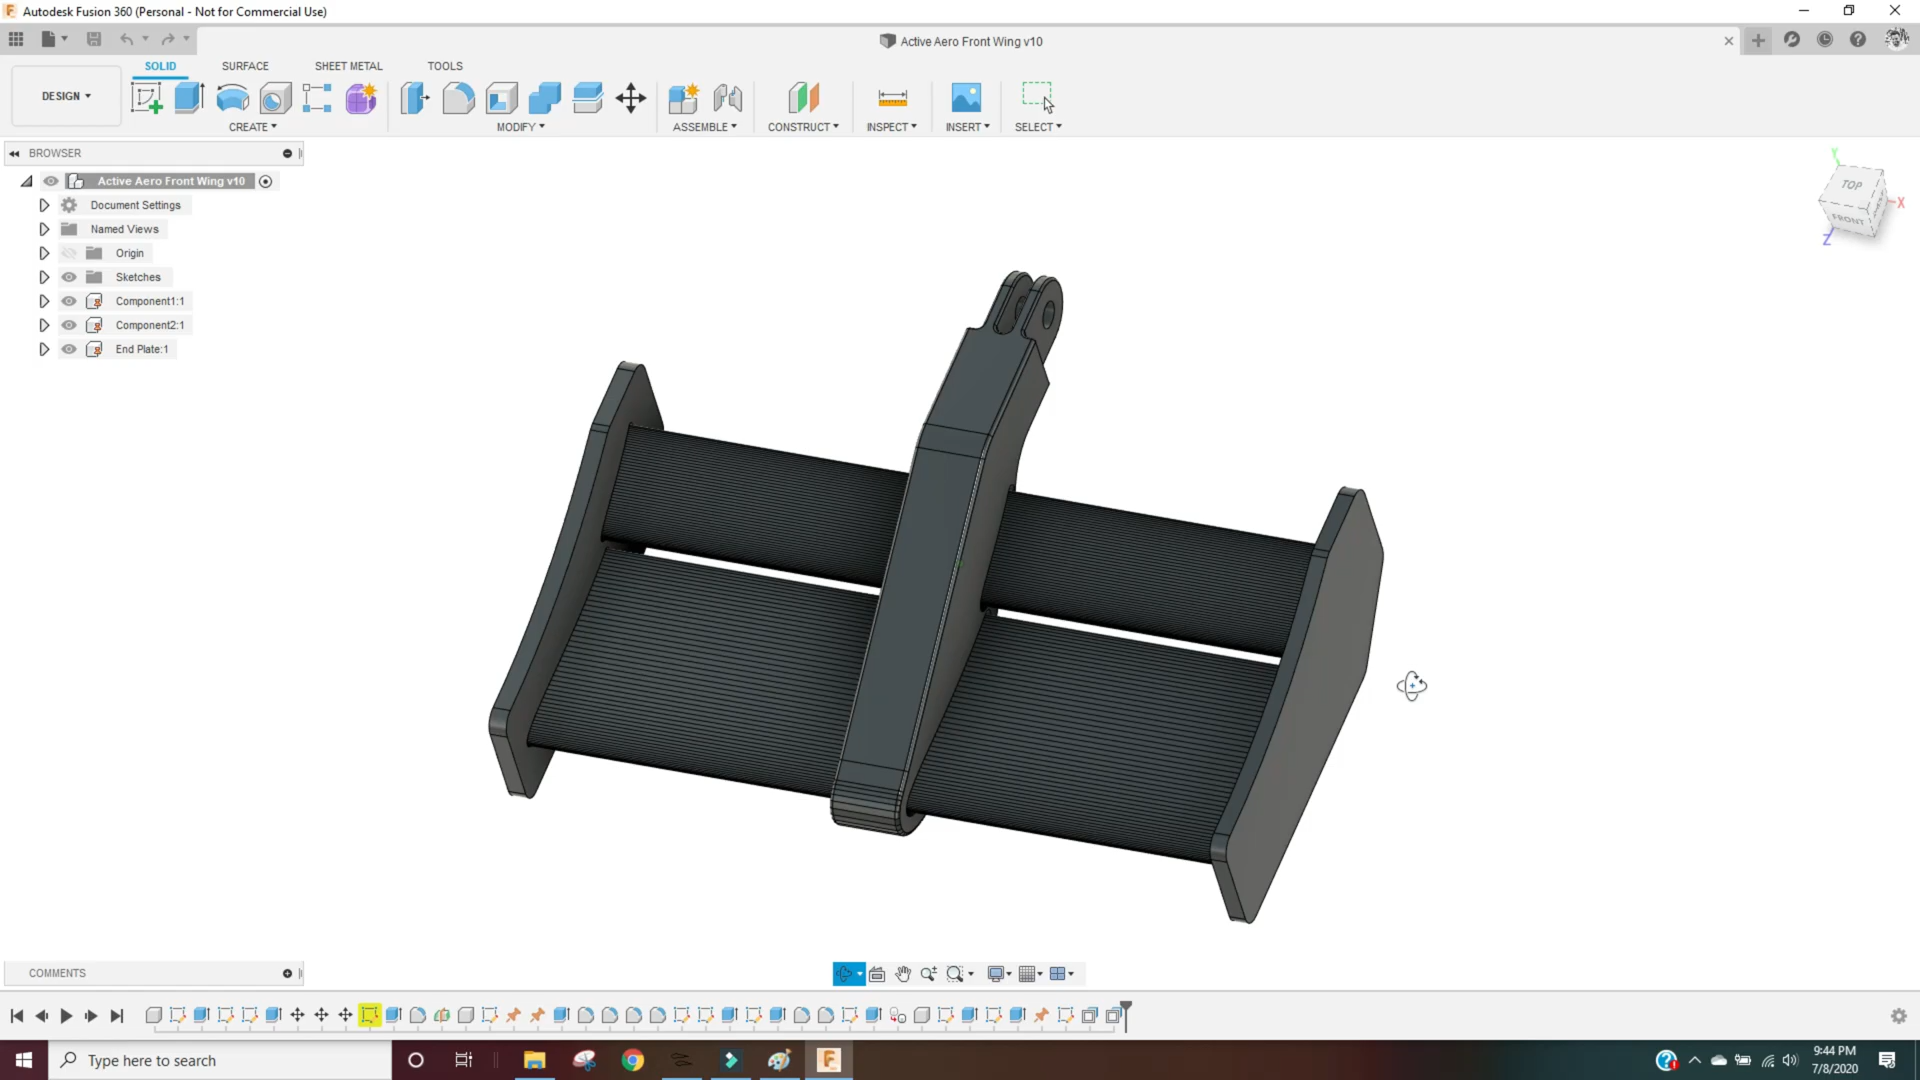 Autodesk Fusion 360 (Personal - Not for Commercial Use)
Active Aero Front Wing v10
SOLID SURFACE SHEET METAL TOOLS
DESIGN
CREATE MODIFY ASSEMBLE CONSTRUCT INSPECT INSERT SELECT
BROWSER
Active Aero Front Wing v10
Document Settings
Named Views
Origin
Sketches
Component1:1
Component2:1
End Plate:1
Y
TOP
X
FRONT
Z
COMMENTS
Type here to search
9:44 PM
7/8/2020